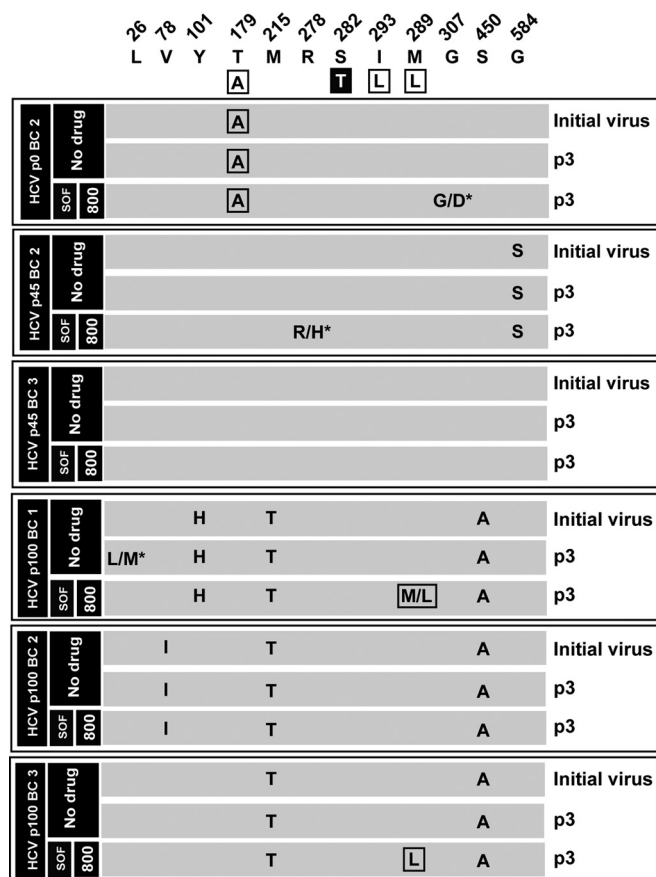 26 78 101 179 215 278 282 293 289 307 450 584
L V Y T M R S I M G S G
A T L L
HCV p0 BC 2
No drug
A Initial virus
A p3
SOF 800 A G/D* p3
HCV p45 BC 2
No drug
S Initial virus
S p3
SOF 800 R/H* S p3
HCV p45 BC 3
No drug
Initial virus
p3
SOF 800 p3
HCV p100 BC 1
No drug
H T A Initial virus
L/M* H T A p3
SOF 800 H T M/L A p3
HCV p100 BC 2
No drug
I T A Initial virus
I T A p3
SOF 800 I T A p3
HCV p100 BC 3
No drug
T A Initial virus
T A p3
SOF 800 T L A p3